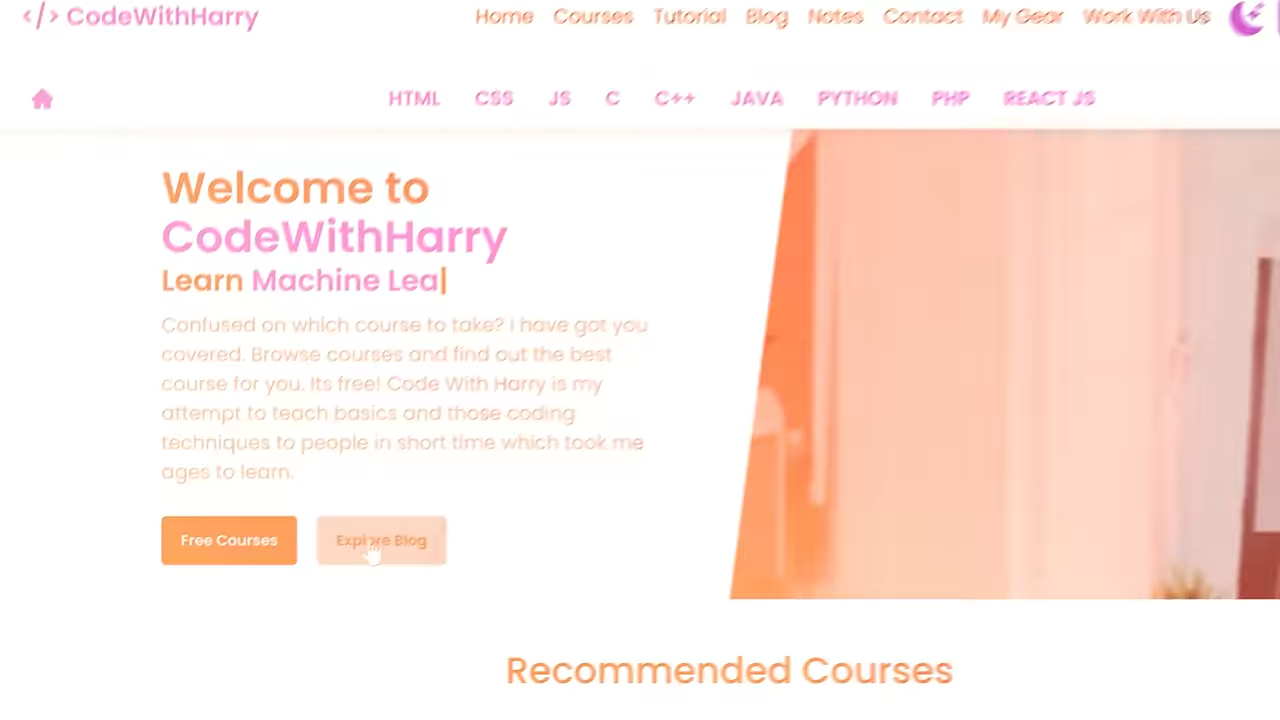 </> CodeWithHarry
Home Courses Tutorial Blog Notes Contact My Gear Work With Us
HTML CSS JS C C++ JAVA PYTHON PHP REACT JS
Welcome to
CodeWithHarry
Learn Machine Lea|
Confused on which course to take? I have got you
covered. Browse courses and find out the best
course for you. Its free! Code With Harry is my
attempt to teach basics and those coding
techniques to people in short time which took me
ages to learn.
Free Courses Explore Blog
Recommended Courses